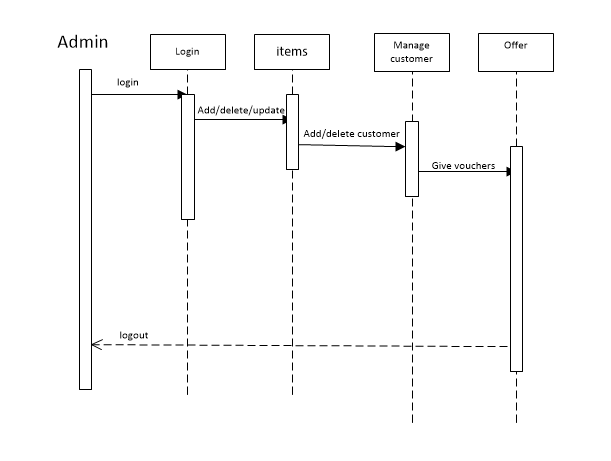 Admin
Login
items
Manage
customer
Offer
login
Add/delete/update
Add/delete customer
Give vouchers
logout